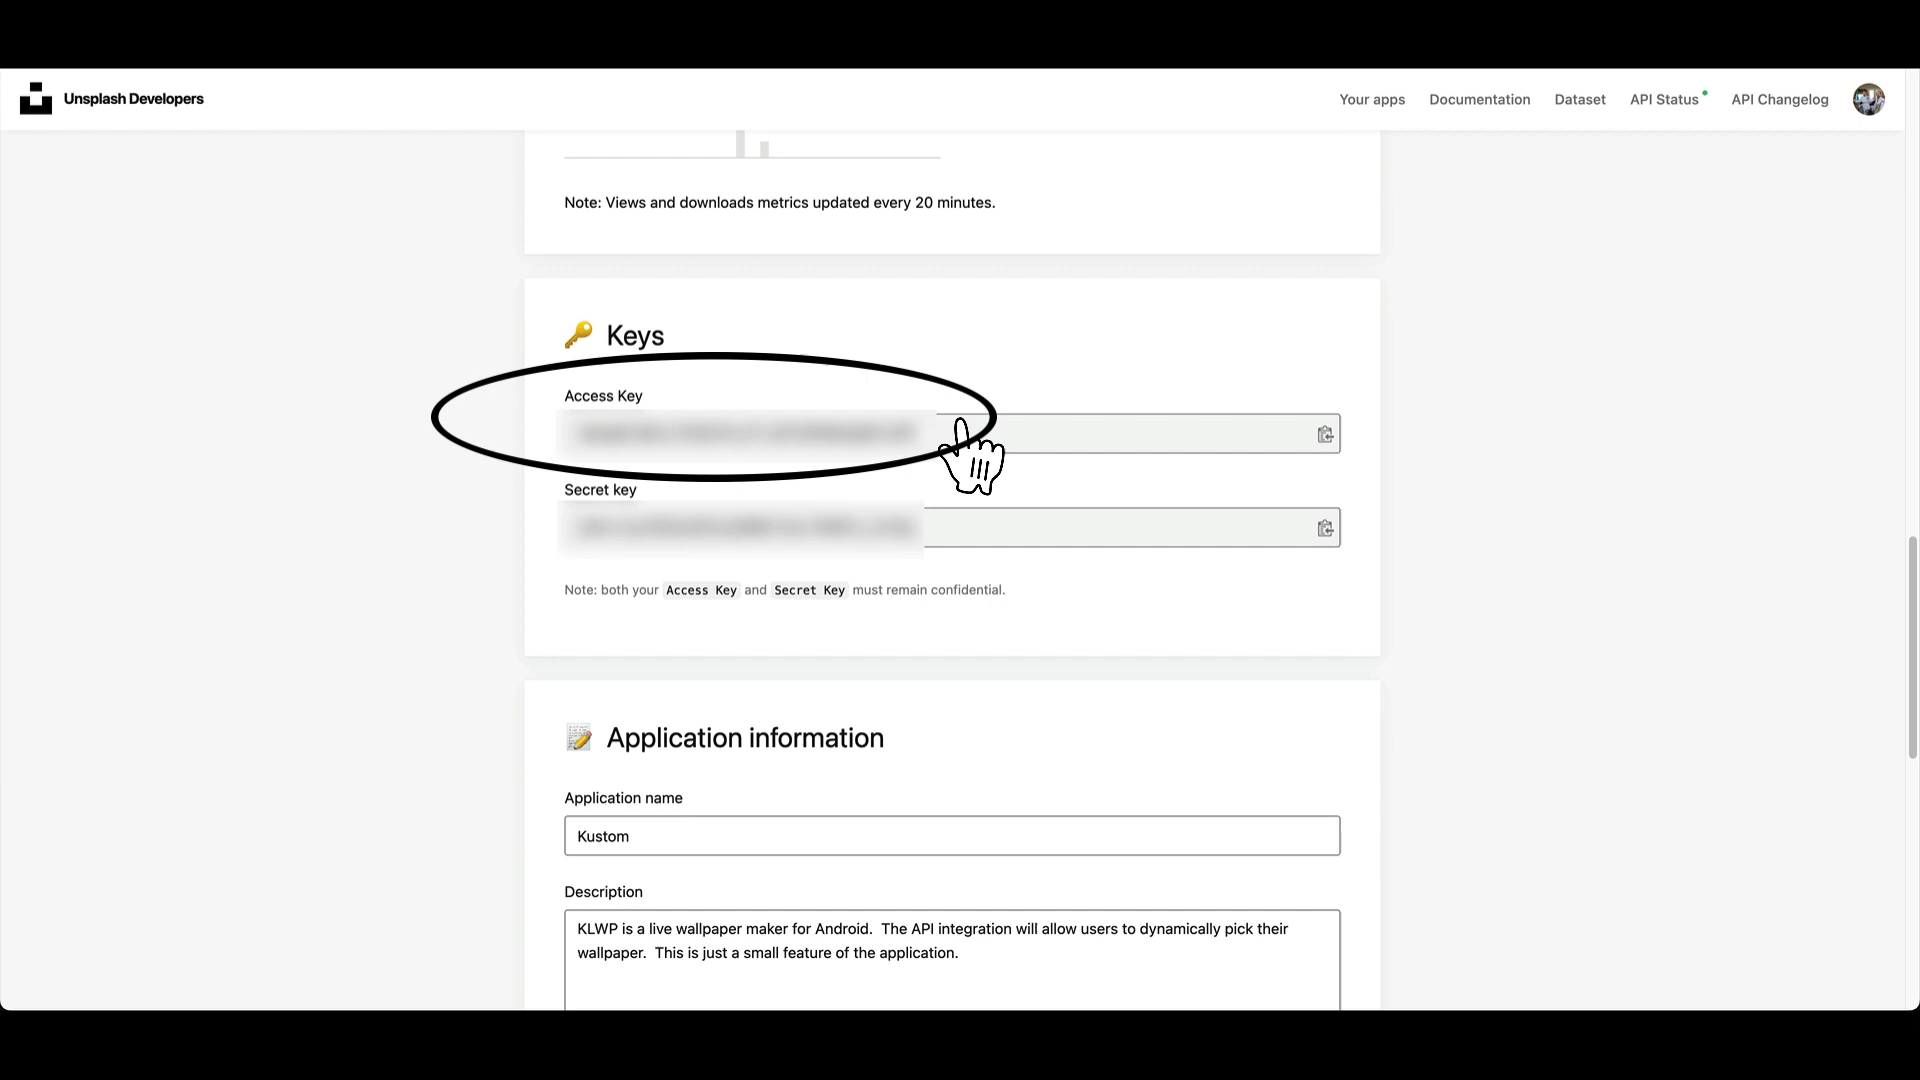 Unsplash Developers
Your apps Documentation Dataset API Status API Changelog
Note: Views and downloads metrics updated every 20 minutes.
Keys
Access Key
Secret key
Note: both your Access Key and Secret Key must remain confidential.
Application information
Application name
Kustom
Description
KLWP is a live wallpaper maker for Android.  The API integration will allow users to dynamically pick their
wallpaper.  This is just a small feature of the application.